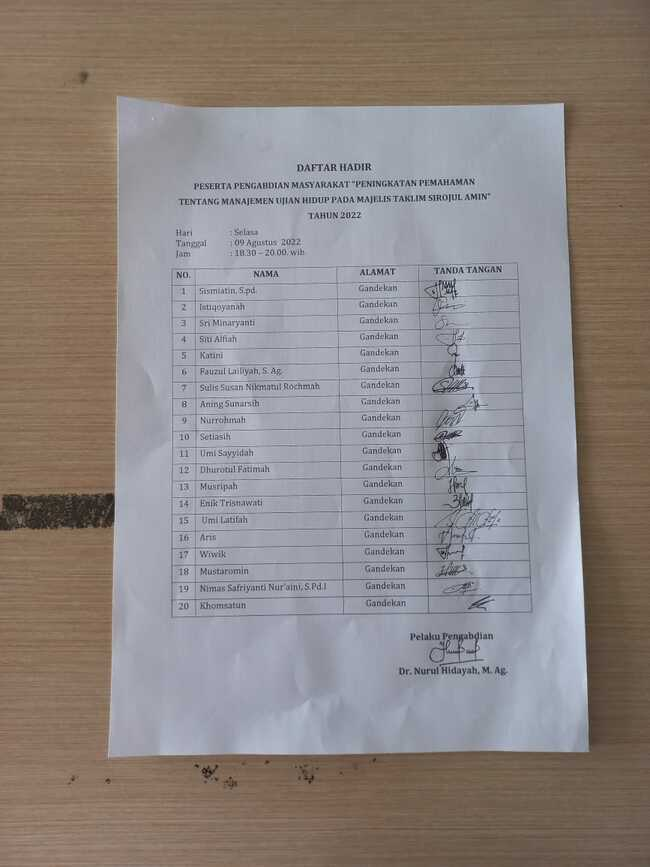 DAFTAR HADIR
PESERTA PENGABDIAN MASYARAKAT "PENINGKATAN PEMAHAMAN
TENTANG MANAJEMEN UJIAN HIDUP PADA MAJELIS TAKLIM SIROJUL AMIN"
TAHUN 2022
Hari : Selasa
Tanggal : 09 Agustus 2022
Jam : 18.30 – 20.00. wib
NO. NAMA ALAMAT TANDA TANGAN
1 Sismiatin, S.pd. Gandekan
2 Istiqoyanah Gandekan
3 Sri Minaryanti Gandekan
4 Siti Alfiah Gandekan
5 Katini Gandekan
6 Fauzul Lailiyah, S. Ag. Gandekan
7 Sulis Susan Nikmatul Rochmah Gandekan
8 Aning Sunarsih Gandekan
9 Nurrohmah Gandekan
10 Setiasih Gandekan
11 Umi Sayyidah Gandekan
12 Dhurotul Fatimah Gandekan
13 Musripah Gandekan
14 Enik Trisnawati Gandekan
15 Umi Latifah Gandekan
16 Aris Gandekan
17 Wiwik Gandekan
18 Mustaromin Gandekan
19 Nimas Safriyanti Nur'aini, S.Pd.I Gandekan
20 Khomsatun Gandekan
Pelaku Pengabdian
Dr. Nurul Hidayah, M. Ag.